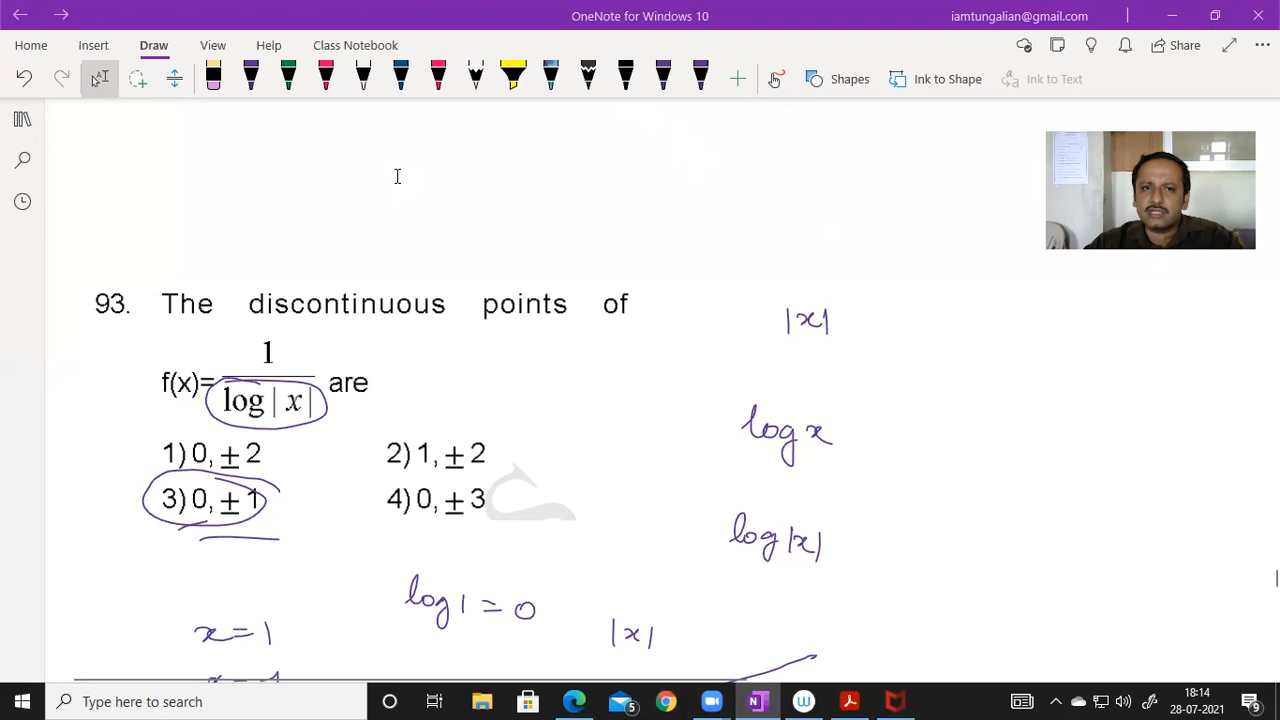 OneNote for Windows 10
iamtungalian@gmail.com
Home Insert Draw View Help Class Notebook
Share
Shapes
Ink to Shape
Ink to Text
93. The discontinuous points of
f(x)= 1 / log|x| are
1) 0, ± 2
2) 1, ± 2
3) 0, ± 1
4) 0, ± 3
|x|
log x
log |x|
log 1 = 0
x = 1
|x|
Type here to search
5
18:14
28-07-2021
9